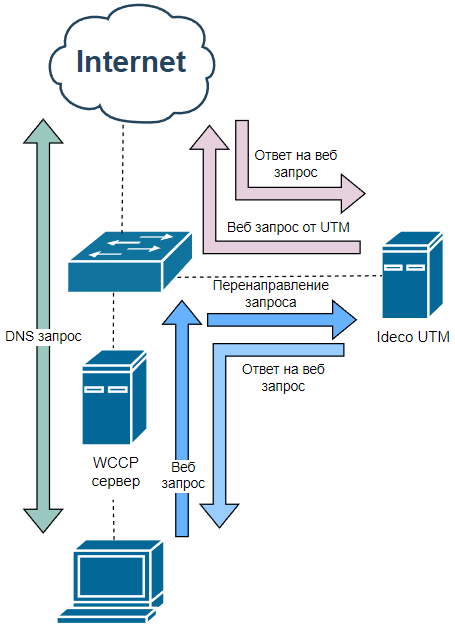 Internet
Ответ на веб
запрос
Веб запрос от UTM
Перенаправление
запроса
Ideco UTM
DNS запрос
Ответ на веб
запрос
WCCP
сервер
Веб
запрос